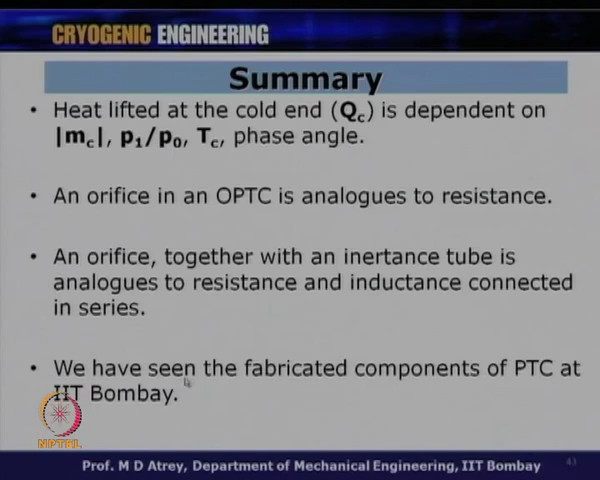 CRYOGENIC ENGINEERING
Summary
• Heat lifted at the cold end (Qc) is dependent on
|mc|, p1/p0, Tc, phase angle.
• An orifice in an OPTC is analogues to resistance.
• An orifice, together with an inertance tube is
analogues to resistance and inductance connected
in series.
• We have seen the fabricated components of PTC at
IIT Bombay.
NPTEL
Prof. M D Atrey, Department of Mechanical Engineering, IIT Bombay
43